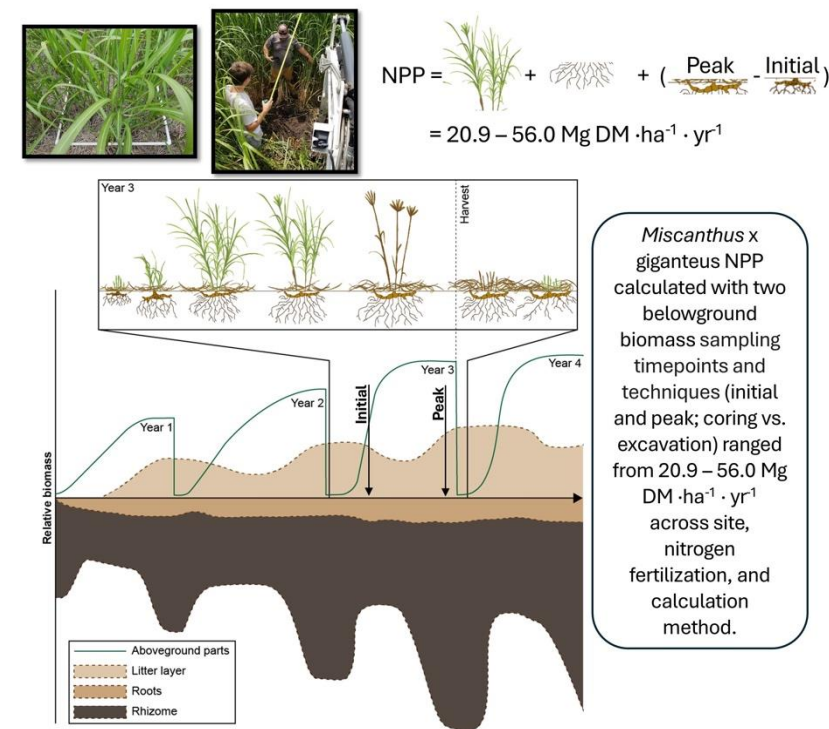 NPP = + + ( Peak - Initial )
= 20.9 – 56.0 Mg DM ·ha⁻¹ · yr⁻¹
Year 3
Harvest
Miscanthus x
giganteus NPP
calculated with two
belowground
biomass sampling
timepoints and
techniques (initial
and peak; coring vs.
excavation) ranged
from 20.9 – 56.0 Mg
DM ·ha⁻¹ · yr⁻¹
across site,
nitrogen
fertilization, and
calculation
method.
Year 1
Year 2
Initial
Year 3
Peak
Year 4
Relative biomass
Aboveground parts
Litter layer
Roots
Rhizome